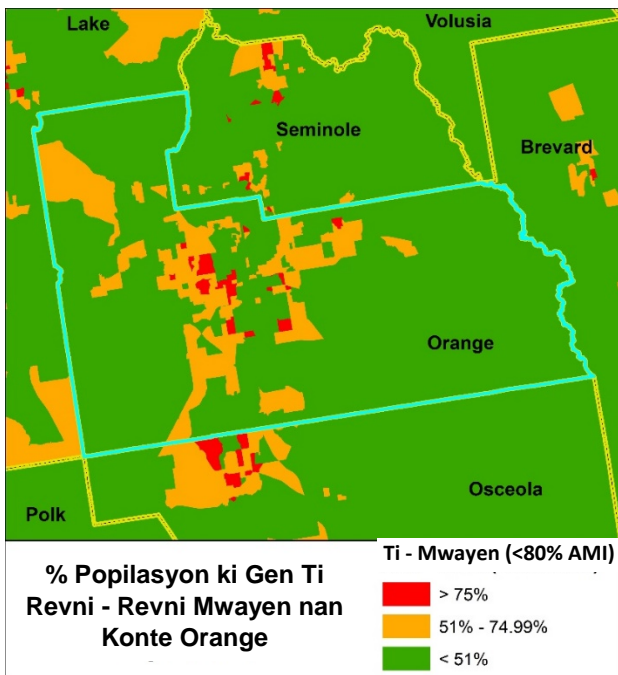 Lake
Volusia
Seminole
Brevard
Orange
Osceola
Polk
% Popilasyon ki Gen Ti
Revni - Revni Mwayen nan
Konte Orange
Ti - Mwayen (<80% AMI)
> 75%
51% - 74.99%
< 51%